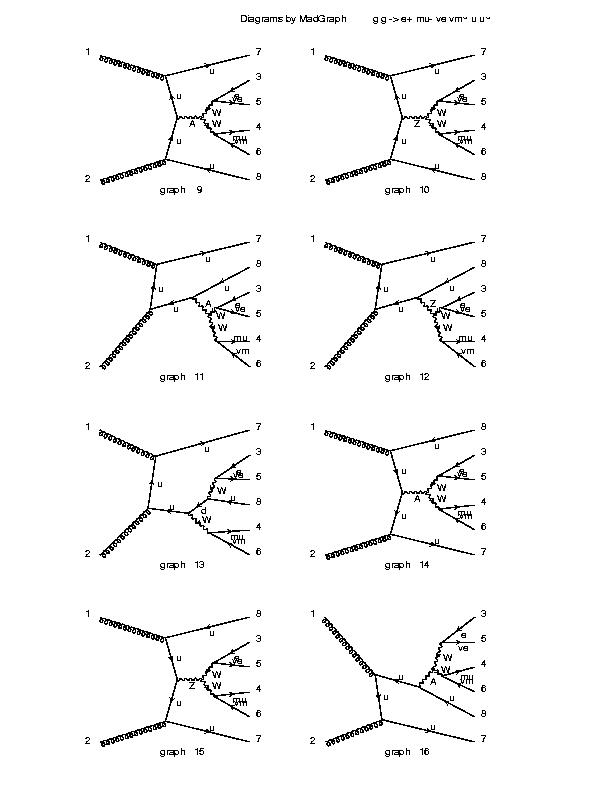 Diagrams by MadGraph g g -> e+ mu- ve vm~ u u~
1 7 u 3 e ve 5 W A W 4 mu vm u 6 u 2 8
graph 9
1 7 u 3 e ve 5 W Z W 4 mu vm u 6 u 2 8
graph 10
1 7 u 8 u 3 u A e ve W 5 u W 4 mu vm 2 6
graph 11
1 7 u 8 u 3 u Z e ve W 5 u W 4 mu vm 2 6
graph 12
1 7 u 3 e ve 5 u W u 8 u d W 4 mu vm 2 6
graph 13
1 8 u 3 u e ve 5 W A W 4 mu vm u 6 u 2 7
graph 14
1 8 u 3 u e ve 5 W Z W 4 mu vm u 6 u 2 7
graph 15
1 3 e 5 ve W 4 W mu u A vm 6 u u 8 u 2 7
graph 16